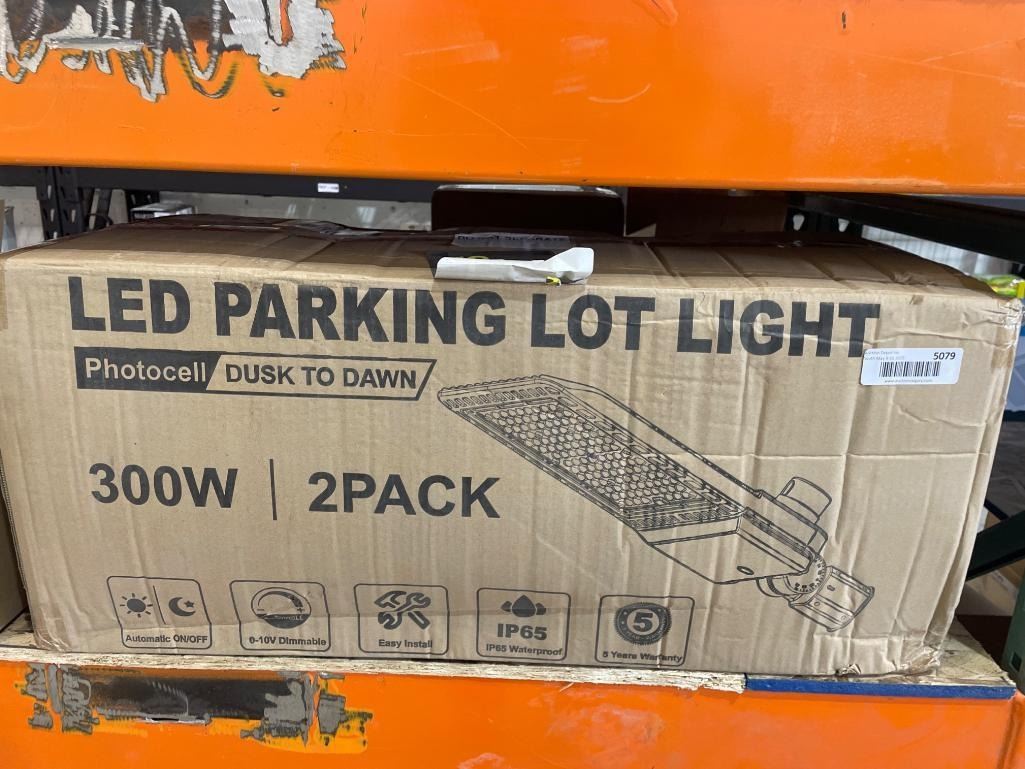 LED PARKING LOT LIGHT
Photocell DUSK TO DAWN
5079
300W 2PACK
Automatic ON/OFF
0-10V Dimmable
Easy Install
IP65
IP65 Waterproof
5
5 Years Warranty